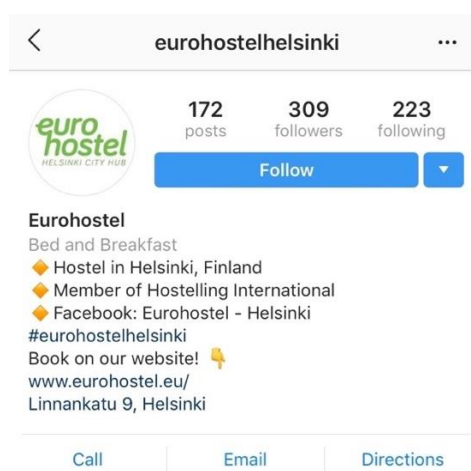 eurohostelhelsinki
172 309 223
posts followers following
euro
hostel
HELSINKI CITY HUB
Follow
Eurohostel
Bed and Breakfast
🔶 Hostel in Helsinki, Finland
🔶 Member of Hostelling International
🔶 Facebook: Eurohostel - Helsinki
#eurohostelhelsinki
Book on our website! 👇
www.eurohostel.eu/
Linnankatu 9, Helsinki
Call Email Directions